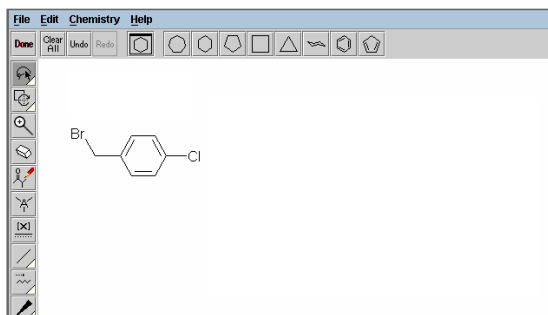 File Edit Chemistry Help
Done Clear All Undo Redo
Br
Cl
A
[X]